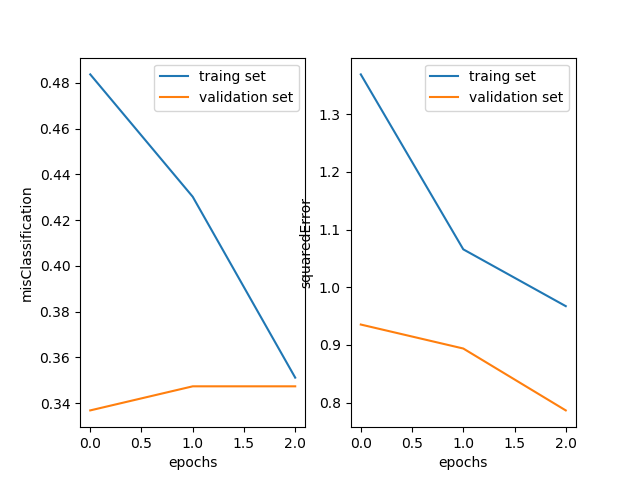 traing set
validation set
0.48
0.46
0.44
0.42
0.40
0.38
0.36
0.34
misClassification
0.0 0.5 1.0 1.5 2.0
epochs
traing set
validation set
1.3
1.2
1.1
1.0
0.9
0.8
squaredError
0.0 0.5 1.0 1.5 2.0
epochs